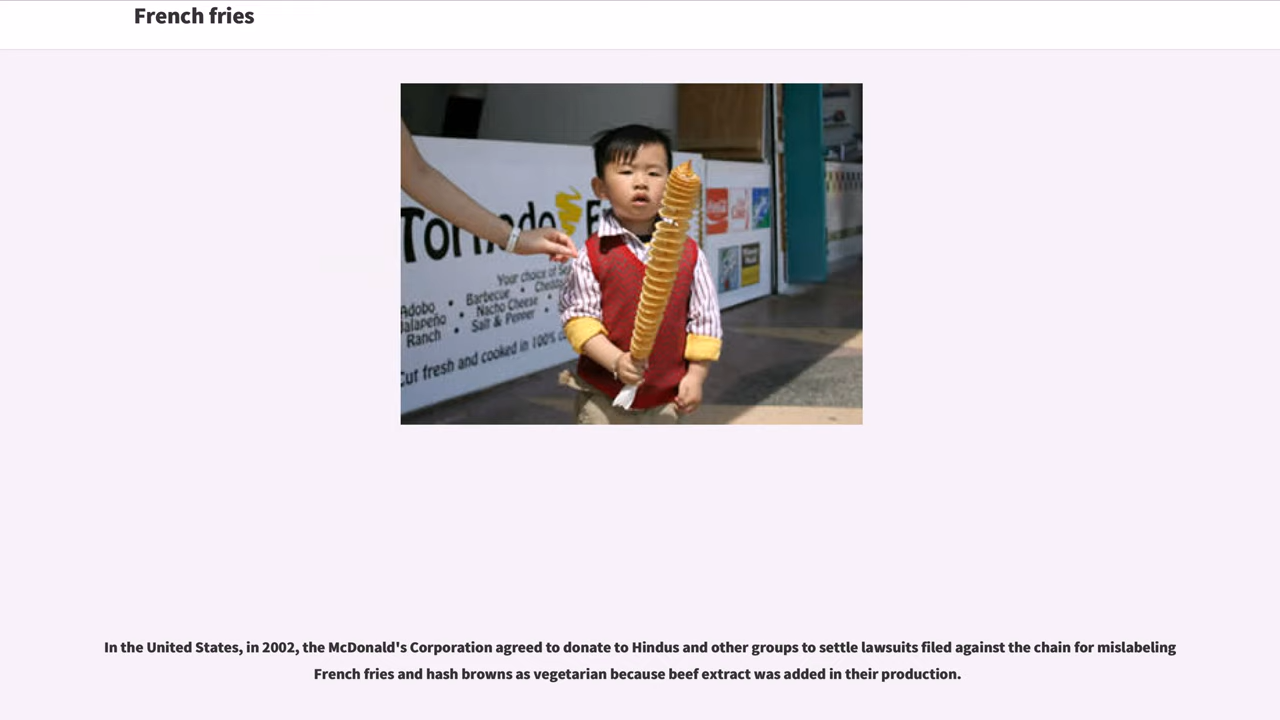 French fries
Tornado
Your choice of
Adobo • Barbecue •
Jalapeño • Nacho Cheese •
Ranch • Salt & Pepper •
Cut fresh and cooked in 100%
In the United States, in 2002, the McDonald's Corporation agreed to donate to Hindus and other groups to settle lawsuits filed against the chain for mislabeling
French fries and hash browns as vegetarian because beef extract was added in their production.